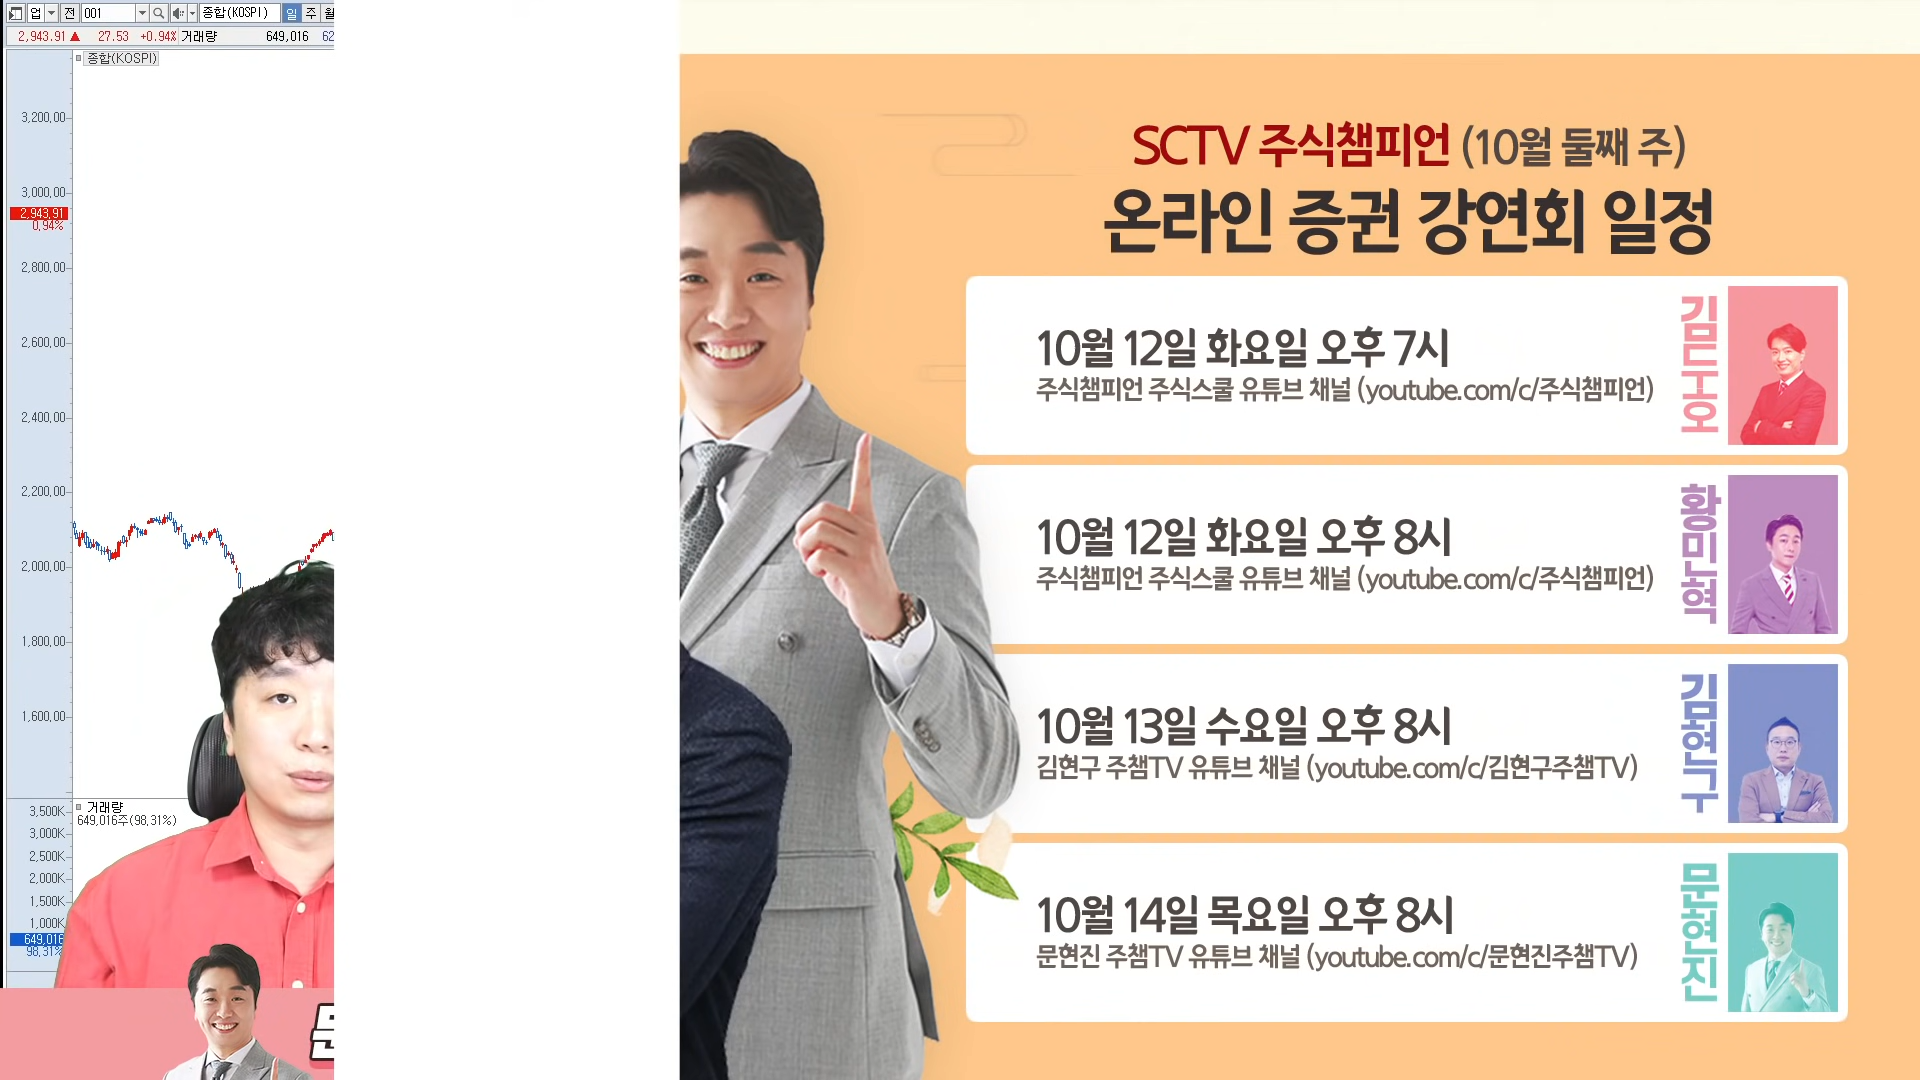 업 전 001 종합(KOSPI) 일 주 월
2,943.91 ▲ 27.53 +0.94% 거래량 649,016 62
종합(KOSPI)
3,200.00
3,000.00
2,943.91
0.94%
2,800.00
2,600.00
2,400.00
2,200.00
2,000.00
1,800.00
1,600.00
거래량
649,016주(98.31%)
3,500K
3,000K
2,500K
2,000K
1,500K
1,000K
649,016
98.31%
SCTV 주식챔피언 (10월 둘째 주)
온라인 증권 강연회 일정
10월 12일 화요일 오후 7시
주식챔피언 주식스쿨 유튜브 채널 (youtube.com/c/주식챔피언)
김두호
10월 12일 화요일 오후 8시
주식챔피언 주식스쿨 유튜브 채널 (youtube.com/c/주식챔피언)
황민혁
10월 13일 수요일 오후 8시
김현구 주챔TV 유튜브 채널 (youtube.com/c/김현구주챔TV)
김현구
10월 14일 목요일 오후 8시
문현진 주챔TV 유튜브 채널 (youtube.com/c/문현진주챔TV)
문현진